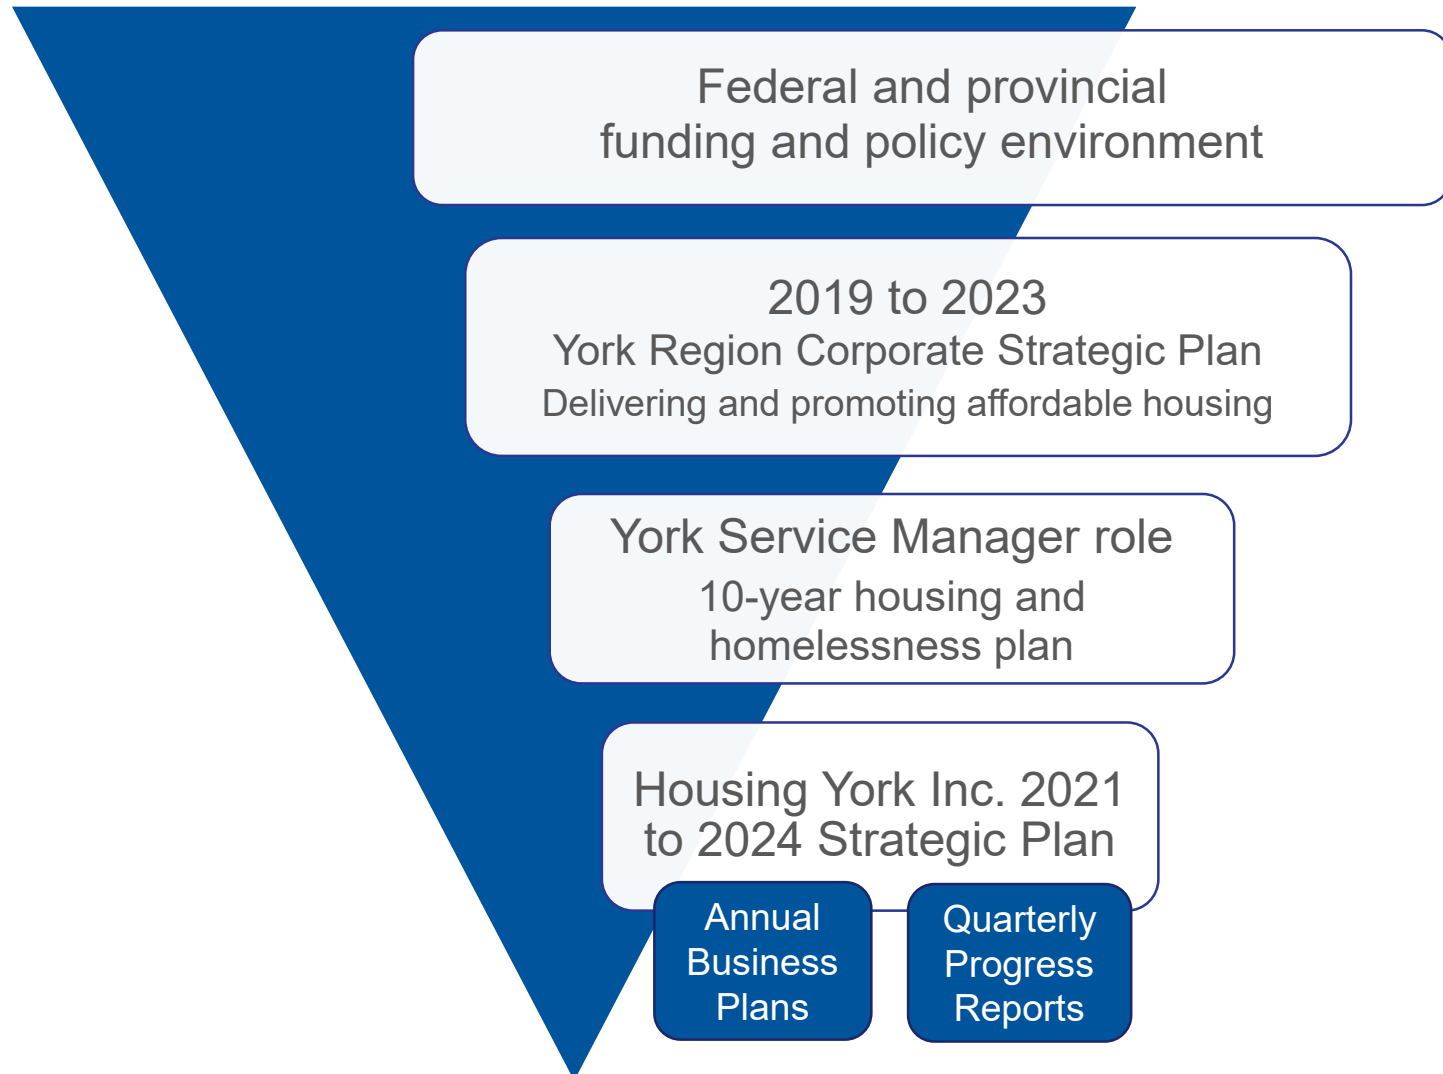 Federal and provincial
funding and policy environment
2019 to 2023
York Region Corporate Strategic Plan
Delivering and promoting affordable housing
York Service Manager role
10-year housing and
homelessness plan
Housing York Inc. 2021
to 2024 Strategic Plan
Annual
Business
Plans
Quarterly
Progress
Reports